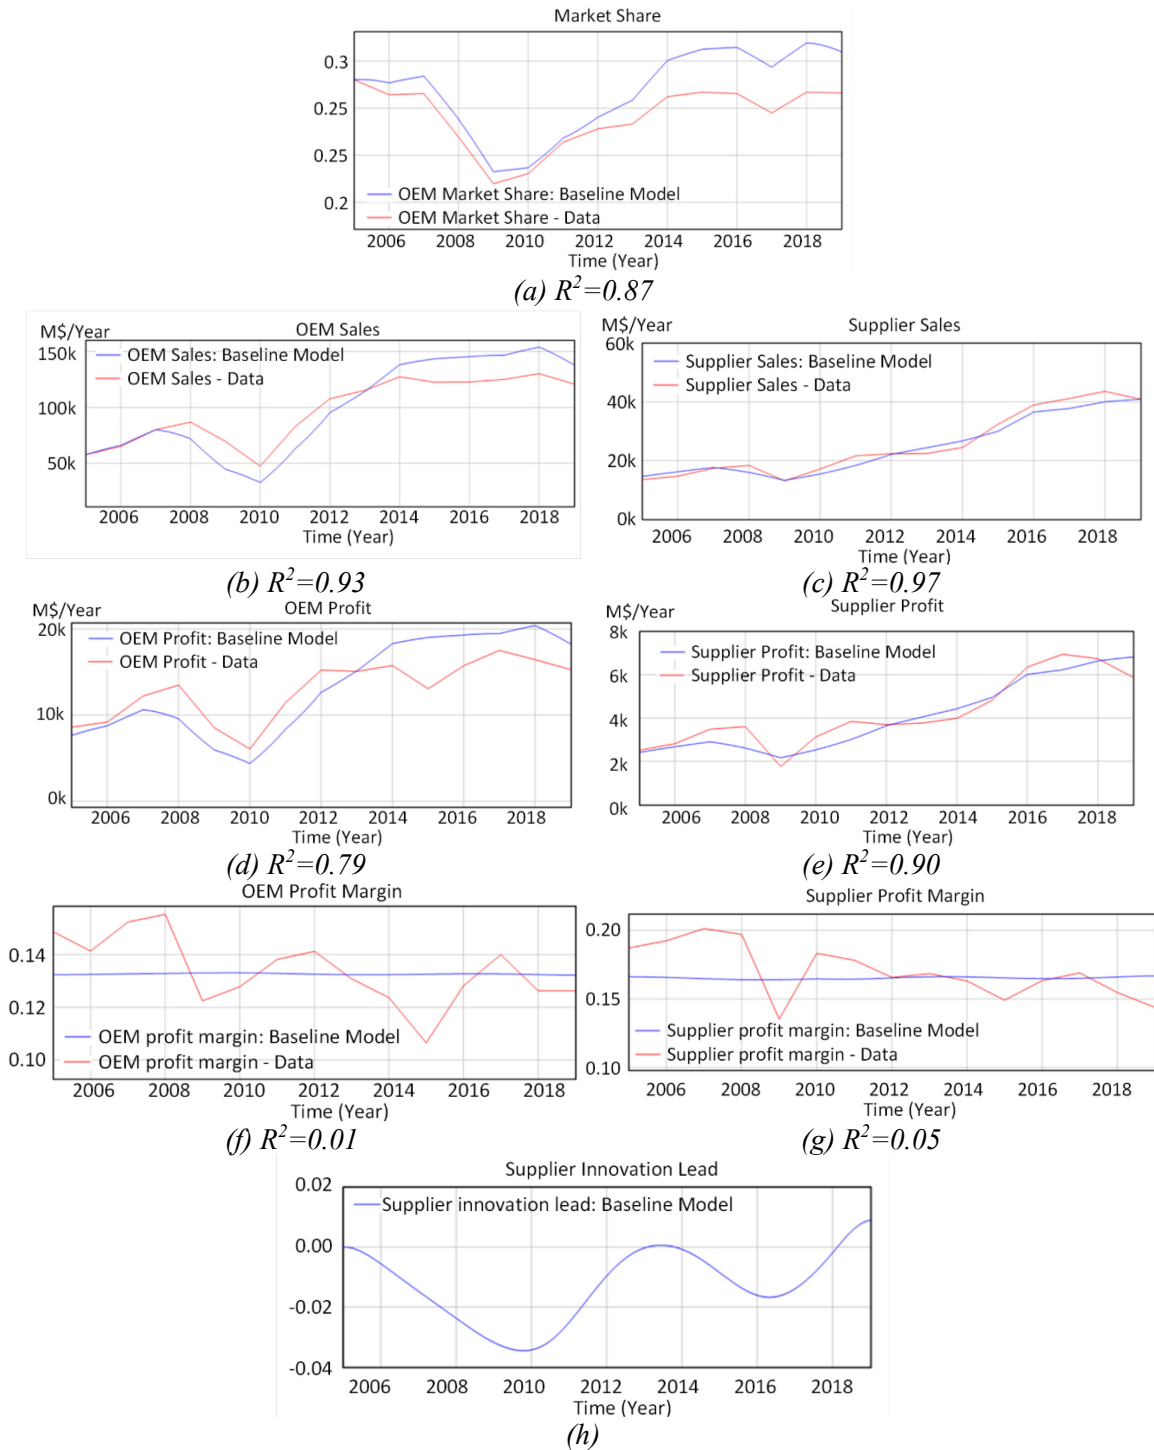 Market Share
0.3
0.25
0.25
0.2
OEM Market Share: Baseline Model
OEM Market Share - Data
2006 2008 2010 2012 2014 2016 2018
Time (Year)
(a) R²=0.87
M$/Year
OEM Sales
150k
100k
50k
OEM Sales: Baseline Model
OEM Sales - Data
2006 2008 2010 2012 2014 2016 2018
Time (Year)
(b) R²=0.93
M$/Year
Supplier Sales
60k
40k
20k
0k
Supplier Sales: Baseline Model
Supplier Sales - Data
2006 2008 2010 2012 2014 2016 2018
Time (Year)
(c) R²=0.97
M$/Year
OEM Profit
20k
10k
0k
OEM Profit: Baseline Model
OEM Profit - Data
2006 2008 2010 2012 2014 2016 2018
Time (Year)
(d) R²=0.79
M$/Year
Supplier Profit
8k
6k
4k
2k
0k
Supplier Profit: Baseline Model
Supplier Profit - Data
2006 2008 2010 2012 2014 2016 2018
Time (Year)
(e) R²=0.90
OEM Profit Margin
0.14
0.12
0.10
OEM profit margin: Baseline Model
OEM profit margin - Data
2006 2008 2010 2012 2014 2016 2018
Time (Year)
(f) R²=0.01
Supplier Profit Margin
0.20
0.15
0.10
Supplier profit margin: Baseline Model
Supplier profit margin - Data
2006 2008 2010 2012 2014 2016 2018
Time (Year)
(g) R²=0.05
Supplier Innovation Lead
0.02
0.00
-0.02
-0.04
Supplier innovation lead: Baseline Model
2006 2008 2010 2012 2014 2016 2018
Time (Year)
(h)